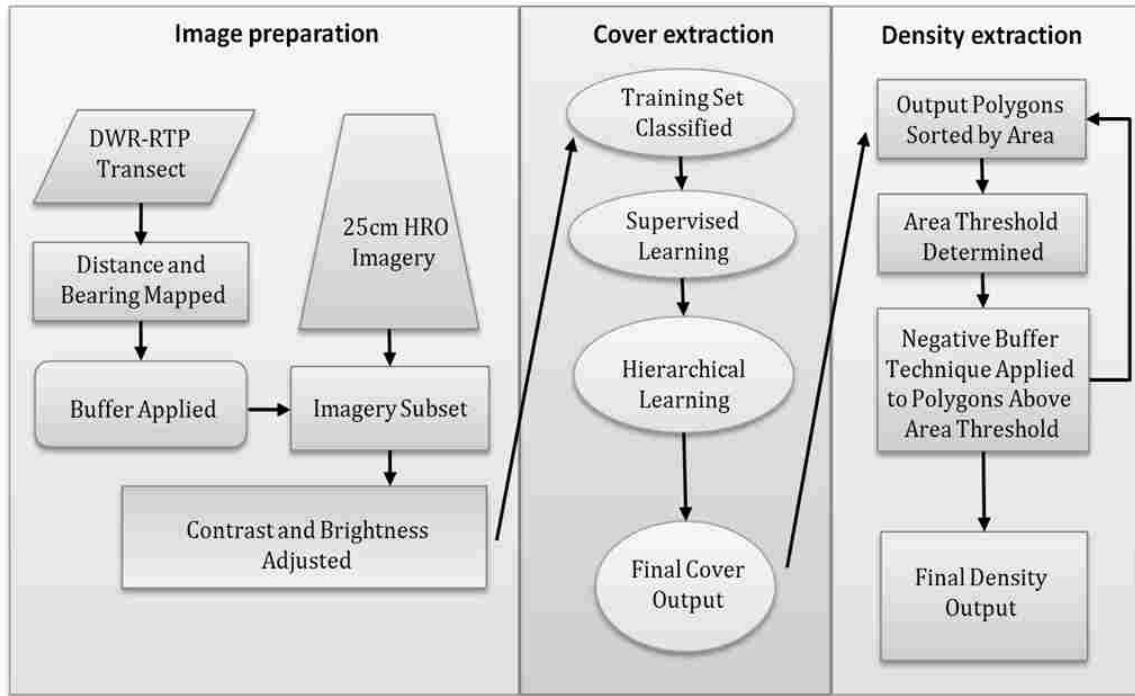 Image preparation
DWR-RTP
Transect
25cm HRO
Imagery
Distance and
Bearing Mapped
Buffer Applied
Imagery Subset
Contrast and Brightness
Adjusted
Cover extraction
Training Set
Classified
Supervised
Learning
Hierarchical
Learning
Final Cover
Output
Density extraction
Output Polygons
Sorted by Area
Area Threshold
Determined
Negative Buffer
Technique Applied
to Polygons Above
Area Threshold
Final Density
Output